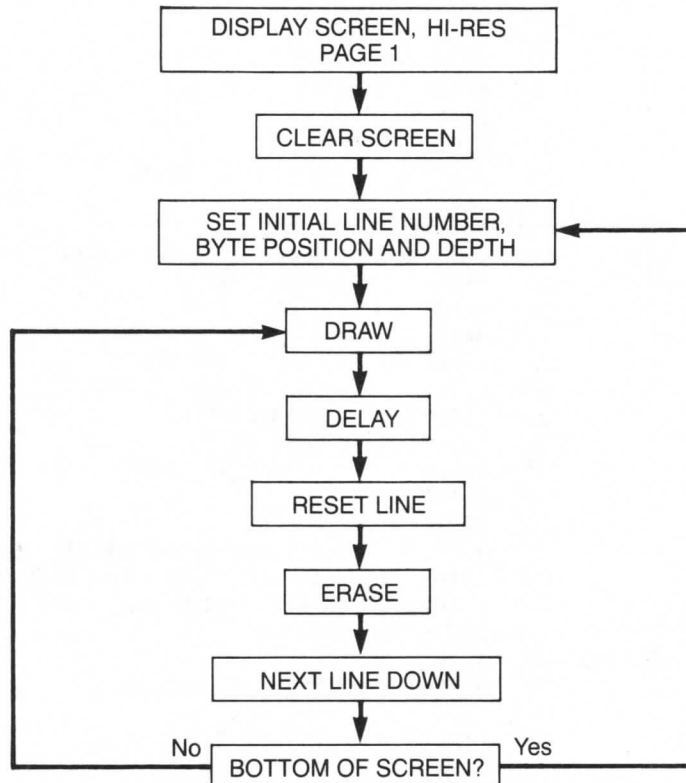 DISPLAY SCREEN, HI-RES
PAGE 1
CLEAR SCREEN
SET INITIAL LINE NUMBER,
BYTE POSITION AND DEPTH
DRAW
DELAY
RESET LINE
ERASE
NEXT LINE DOWN
No
BOTTOM OF SCREEN?
Yes